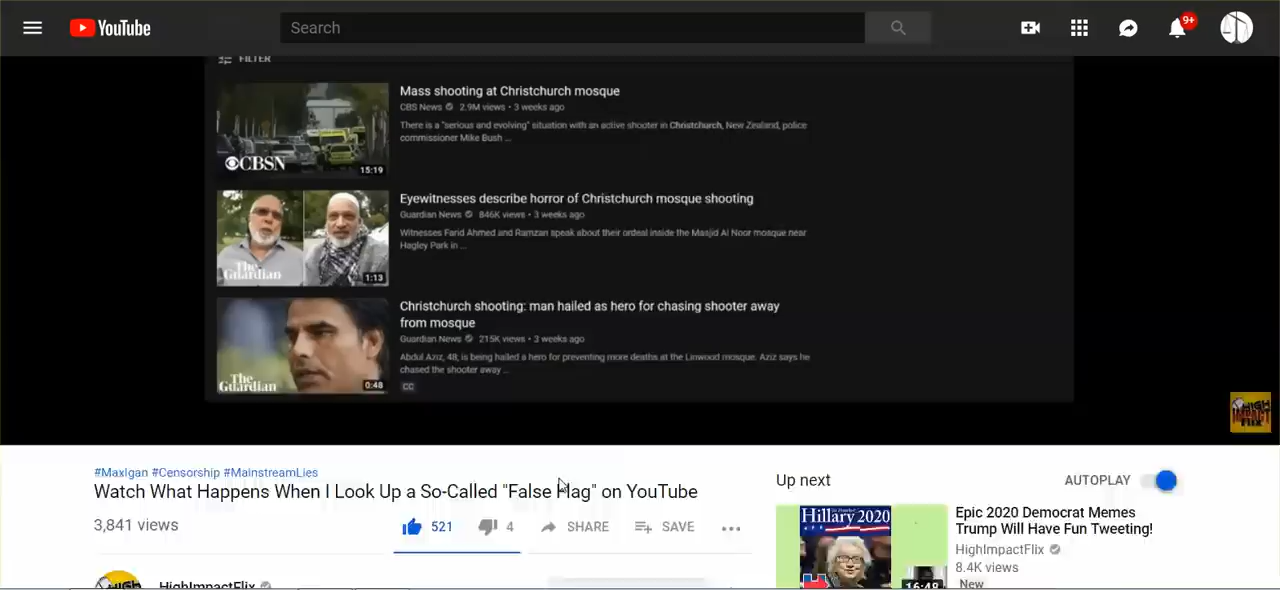 YouTube
Search
9+
FILTER
Mass shooting at Christchurch mosque
CBS News 2.9M views • 3 weeks ago
There is a "serious and evolving" situation with an active shooter in Christchurch, New Zealand, police
commissioner Mike Bush ...
CBSN
15:19
Eyewitnesses describe horror of Christchurch mosque shooting
Guardian News 846K views • 3 weeks ago
Witnesses Farid Ahmed and Ramzan speak about their ordeal inside the Masjid Al Noor mosque near
Hagley Park in ...
The
Guardian
1:13
Christchurch shooting: man hailed as hero for chasing shooter away
from mosque
Guardian News 215K views • 3 weeks ago
Abdul Aziz, 48, is being hailed a hero for preventing more deaths at the Linwood mosque. Aziz says he
chased the shooter away ...
CC
The
Guardian
0:48
HIGH
IMPACT
FLIX
#MaxIgan #Censorship #MainstreamLies
Watch What Happens When I Look Up a So-Called "False Flag" on YouTube
3,841 views
521
4
SHARE
SAVE
HighImpactFlix
Up next
AUTOPLAY
Hillary 2020
16:48
Epic 2020 Democrat Memes
Trump Will Have Fun Tweeting!
HighImpactFlix
8.4K views
New